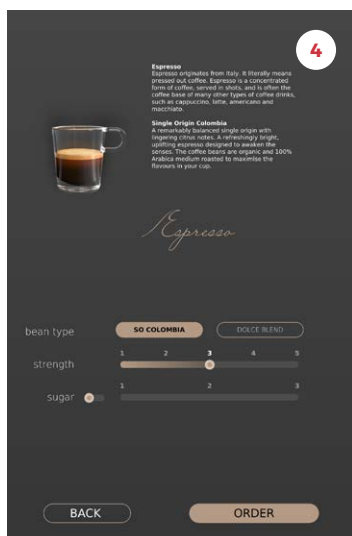 4
Espresso
Espresso originates from Italy. It literally means
pressed out coffee. Espresso is a concentrated
form of coffee, served in shots, and is often the
coffee base of many other types of coffee drinks,
such as cappuccino, latte, americano and
macchiato.
Single Origin Colombia
A remarkably balanced single origin with
lingering citrus notes. A refreshingly bright,
uplifting espresso designed to awaken the
senses. The coffee beans are organic and 100%
Arabica medium roasted to maximise the
flavours in your cup.
Espresso
bean type SO COLOMBIA DOLCE BLEND
1 2 3 4 5
strength
1 2 3
sugar
BACK ORDER